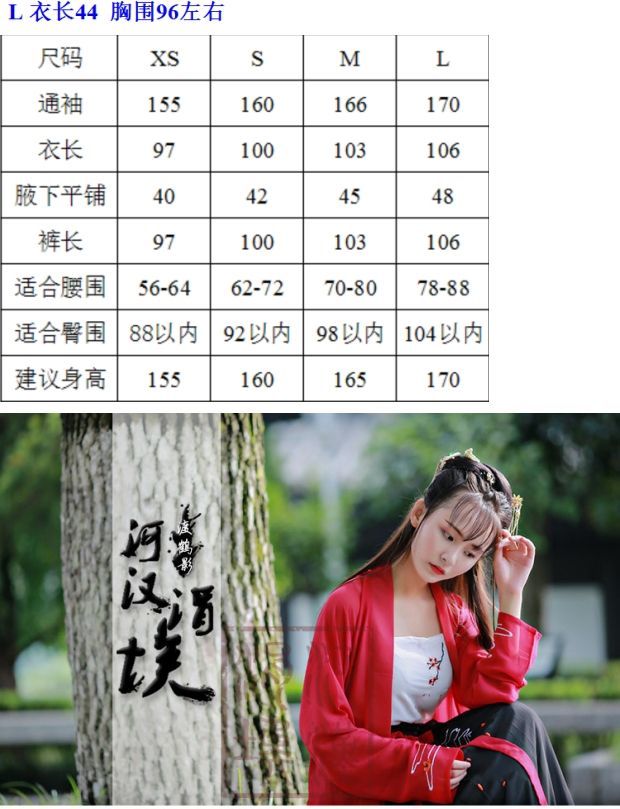 L 衣长44 胸围96左右
尺码 XS S M L
通袖 155 160 166 170
衣长 97 100 103 106
腋下平铺 40 42 45 48
裤长 97 100 103 106
适合腰围 56-64 62-72 70-80 78-88
适合臀围 88以内 92以内 98以内 104以内
建议身高 155 160 165 170
渡鹤影
河汉
涓埃